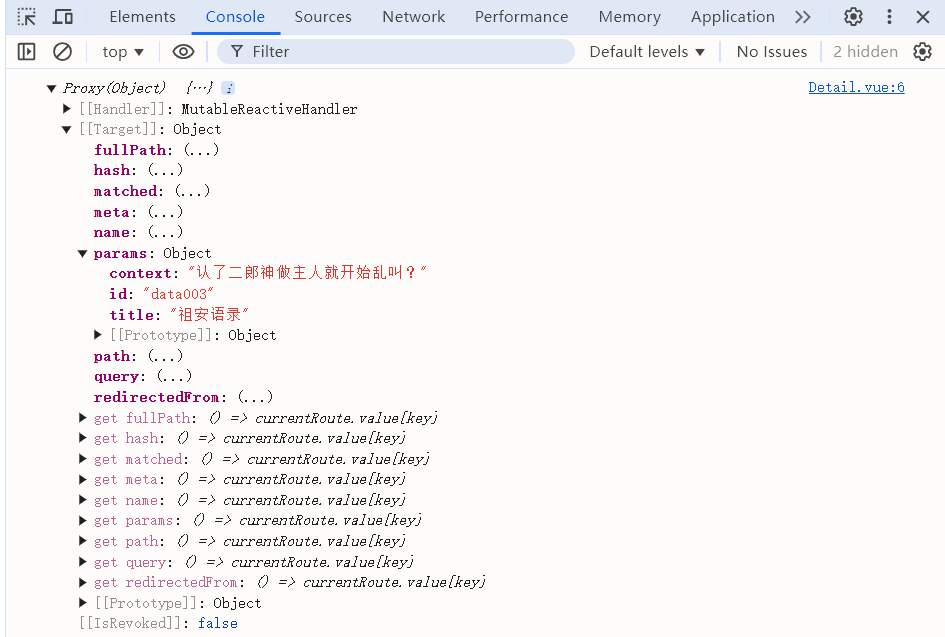 Elements Console Sources Network Performance Memory Application
top Filter Default levels No Issues 2 hidden
Proxy(Object) {…} i Detail.vue:6
[[Handler]]: MutableReactiveHandler
[[Target]]: Object
fullPath: (...)
hash: (...)
matched: (...)
meta: (...)
name: (...)
params: Object
context: "认了二郎神做主人就开始乱叫？"
id: "data003"
title: "祖安语录"
[[Prototype]]: Object
path: (...)
query: (...)
redirectedFrom: (...)
get fullPath: () => currentRoute.value[key]
get hash: () => currentRoute.value[key]
get matched: () => currentRoute.value[key]
get meta: () => currentRoute.value[key]
get name: () => currentRoute.value[key]
get params: () => currentRoute.value[key]
get path: () => currentRoute.value[key]
get query: () => currentRoute.value[key]
get redirectedFrom: () => currentRoute.value[key]
[[Prototype]]: Object
[[IsRevoked]]: false